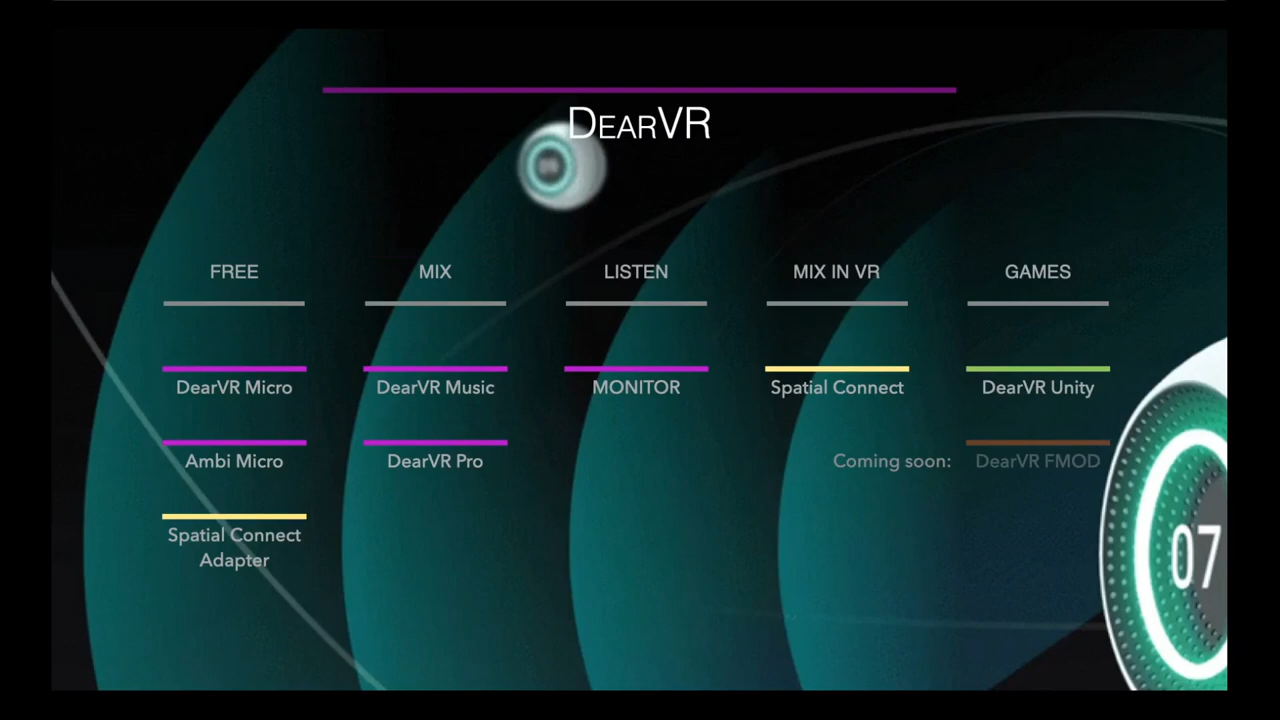 DEARVR
FREE
MIX
LISTEN
MIX IN VR
GAMES
DearVR Micro
DearVR Music
MONITOR
Spatial Connect
DearVR Unity
Ambi Micro
DearVR Pro
Coming soon:
DearVR FMOD
Spatial Connect
Adapter
07